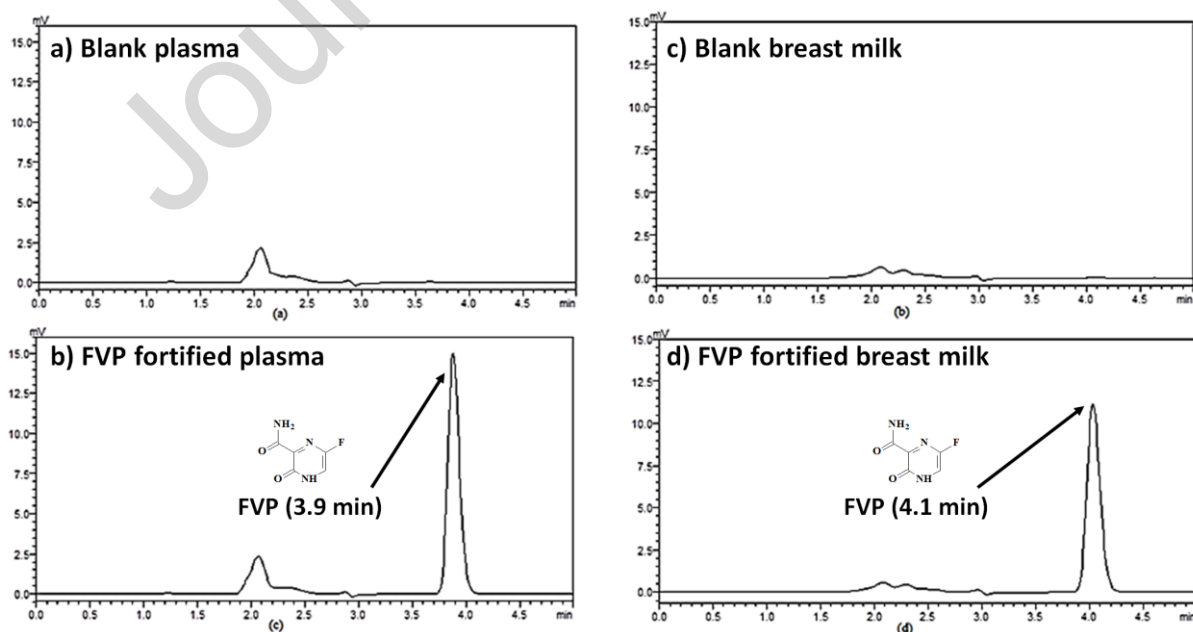 Jour
mV
15.0
a) Blank plasma
12.5
10.0
7.5
5.0
2.5
0.0
0.0 0.5 1.0 1.5 2.0 2.5 3.0 3.5 4.0 4.5 min
(a)
mV
15.0
c) Blank breast milk
12.5
10.0
7.5
5.0
2.5
0.0
0.0 0.5 1.0 1.5 2.0 2.5 3.0 3.5 4.0 4.5 min
(b)
mV
15.0
b) FVP fortified plasma
12.5
10.0
7.5
5.0
2.5
0.0
NH₂
O
N
F
O
NH
FVP (3.9 min)
0.0 0.5 1.0 1.5 2.0 2.5 3.0 3.5 4.0 4.5 min
(c)
mV
15.0
d) FVP fortified breast milk
12.5
10.0
7.5
5.0
2.5
0.0
NH₂
O
N
F
O
NH
FVP (4.1 min)
0.0 0.5 1.0 1.5 2.0 2.5 3.0 3.5 4.0 4.5 min
(d)